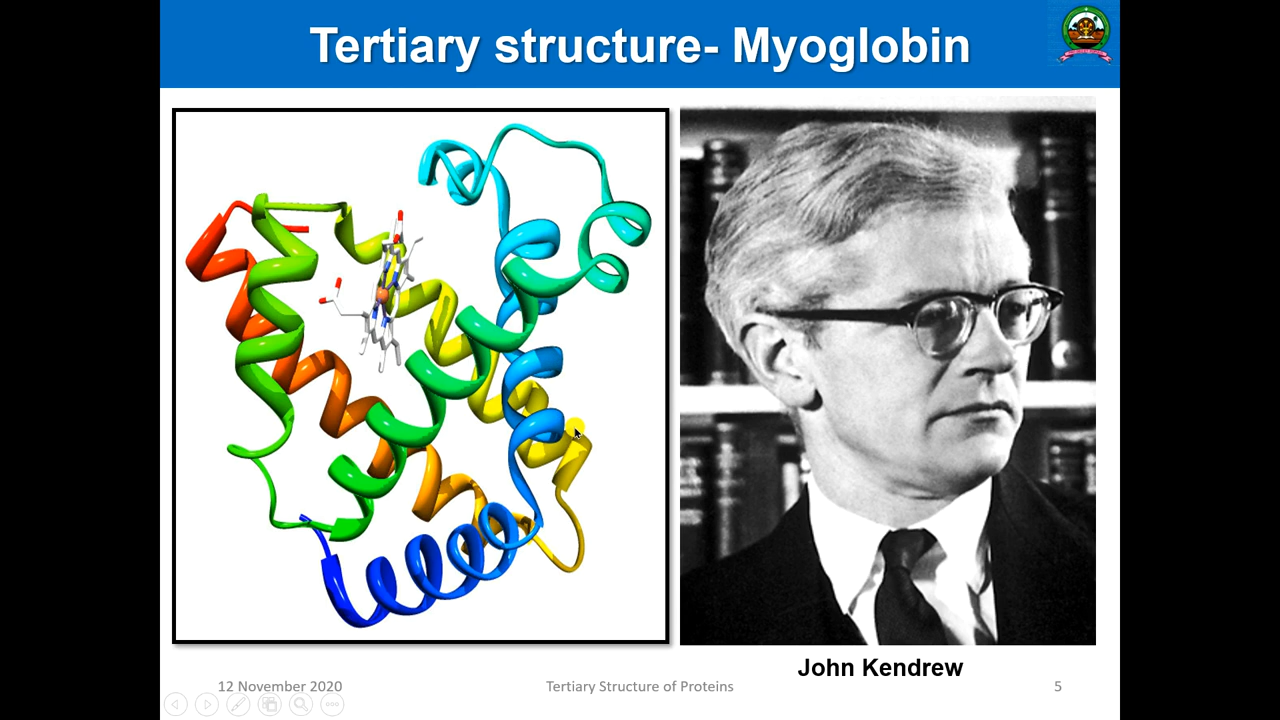 Tertiary structure- Myoglobin
John Kendrew
12 November 2020
Tertiary Structure of Proteins
5